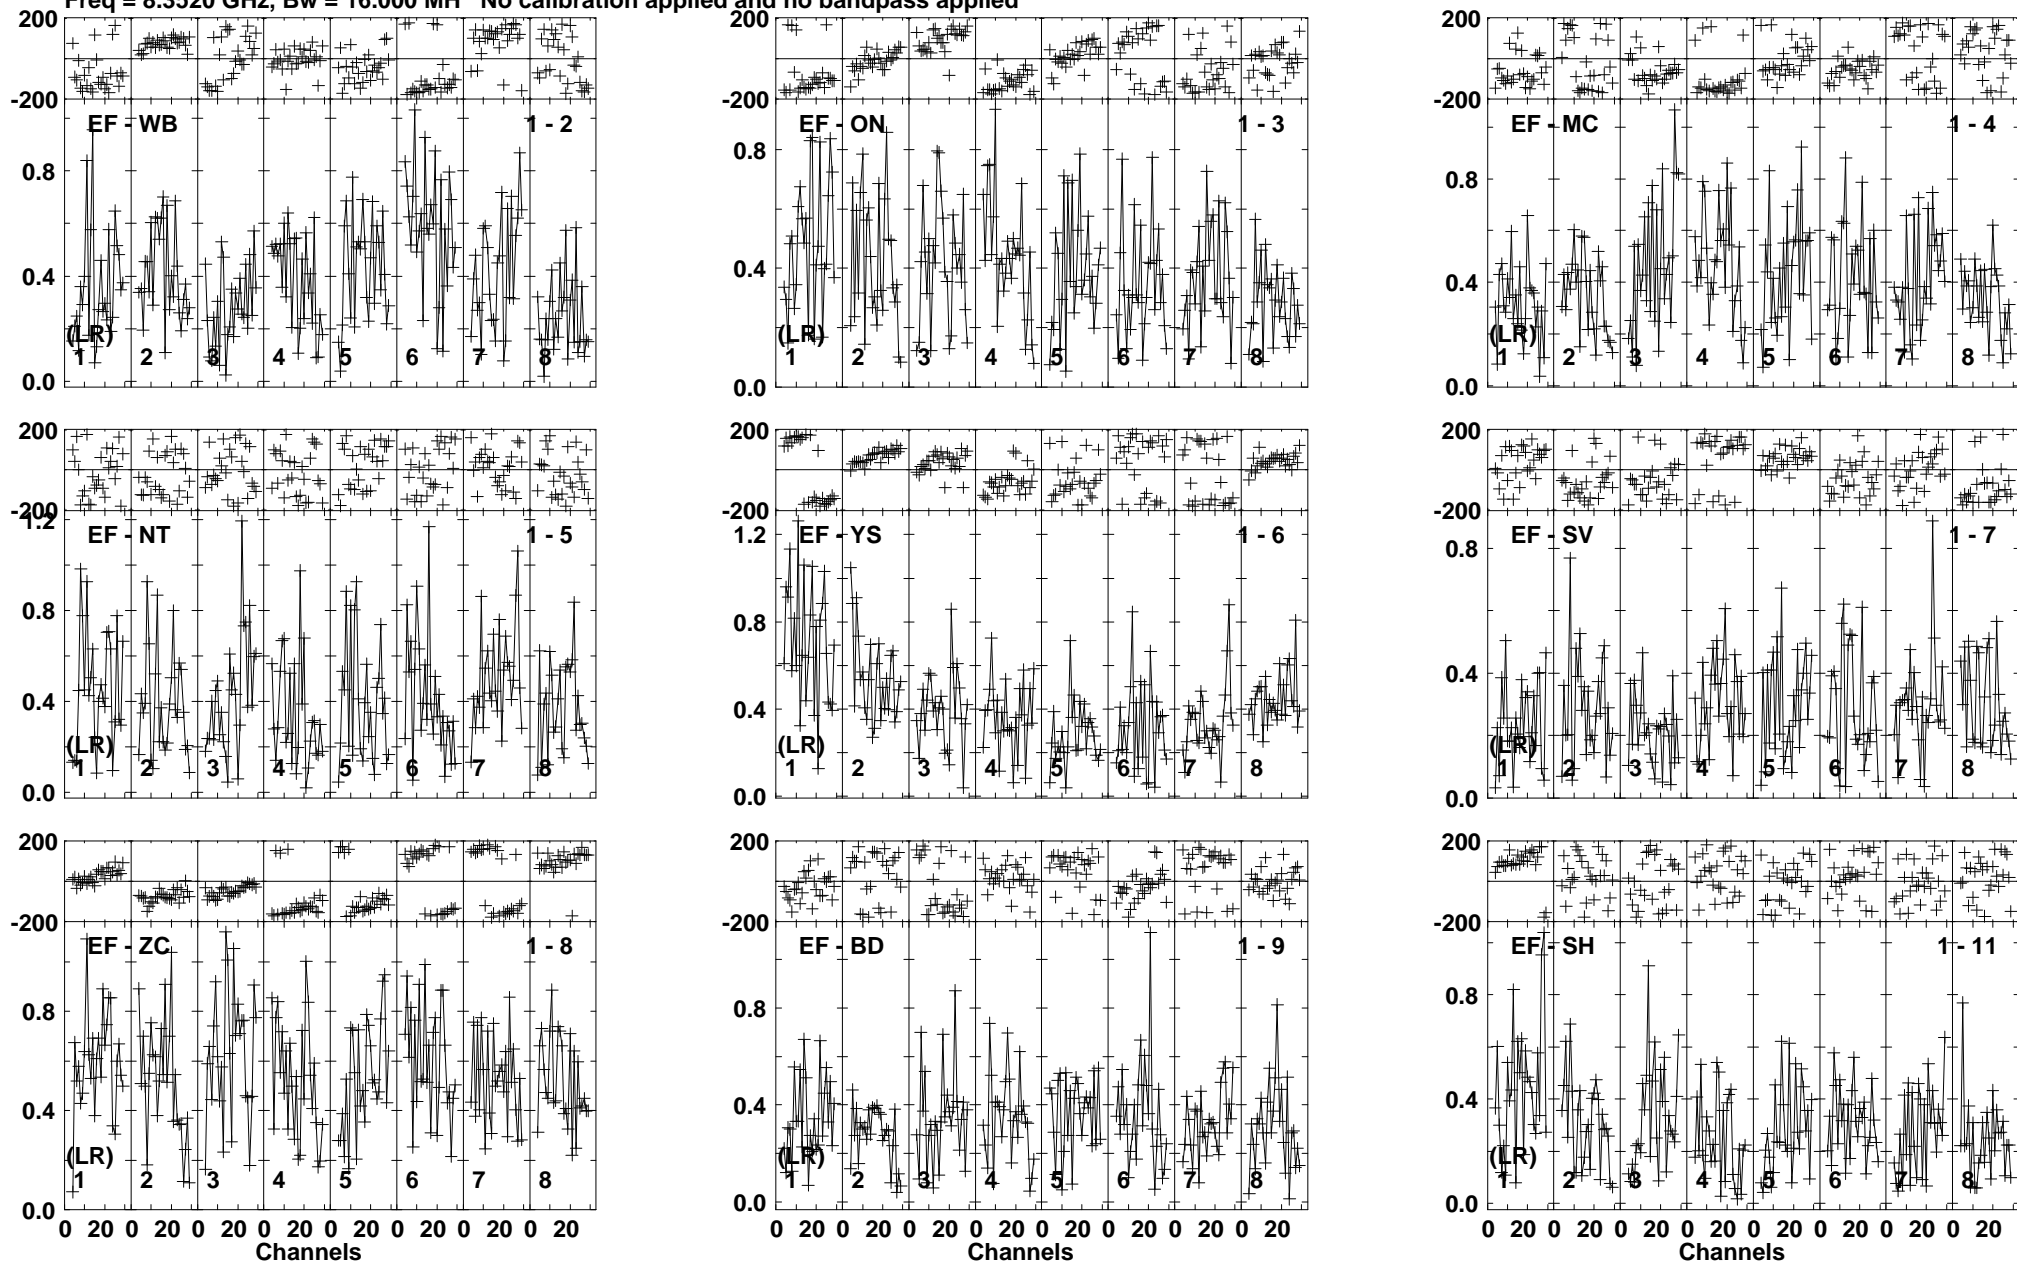 Freq = 8.3520 GHz, Bw = 16.000 MH No calibration applied and no bandpass applied
200 200 200
-200 -200 -200
EF - WB 1 - 2 EF - ON 1 - 3 EF - MC 1 - 4
0.8 0.8 0.8
0.4 0.4 0.4
(LR) (LR) (LR)
1 2 3 4 5 6 7 8 1 2 3 4 5 6 7 8 1 2 3 4 5 6 7 8
0.0 0.0 0.0
200 200 200
-200 -200 -200
1.2
EF - NT 1 - 5 EF - YS 1 - 6 EF - SV 1 - 7
1.2
0.8 0.8 0.8
0.4 0.4 0.4
(LR) (LR) (LR)
1 2 3 4 5 6 7 8 1 2 3 4 5 6 7 8 1 2 3 4 5 6 7 8
0.0 0.0 0.0
200 200 200
-200 -200 -200
EF - ZC 1 - 8 EF - BD 1 - 9 EF - SH 1 - 11
0.8 0.8 0.8
0.4 0.4 0.4
(LR) (LR) (LR)
1 2 3 4 5 6 7 8 1 2 3 4 5 6 7 8 1 2 3 4 5 6 7 8
0.0 0.0 0.0
0 20 0 20 0 20 0 20 0 20 0 20 0 20 0 20 0 20 0 20 0 20 0 20 0 20 0 20 0 20 0 20 0 20 0 20 0 20 0 20 0 20 0 20 0 20 0 20
Channels Channels Channels